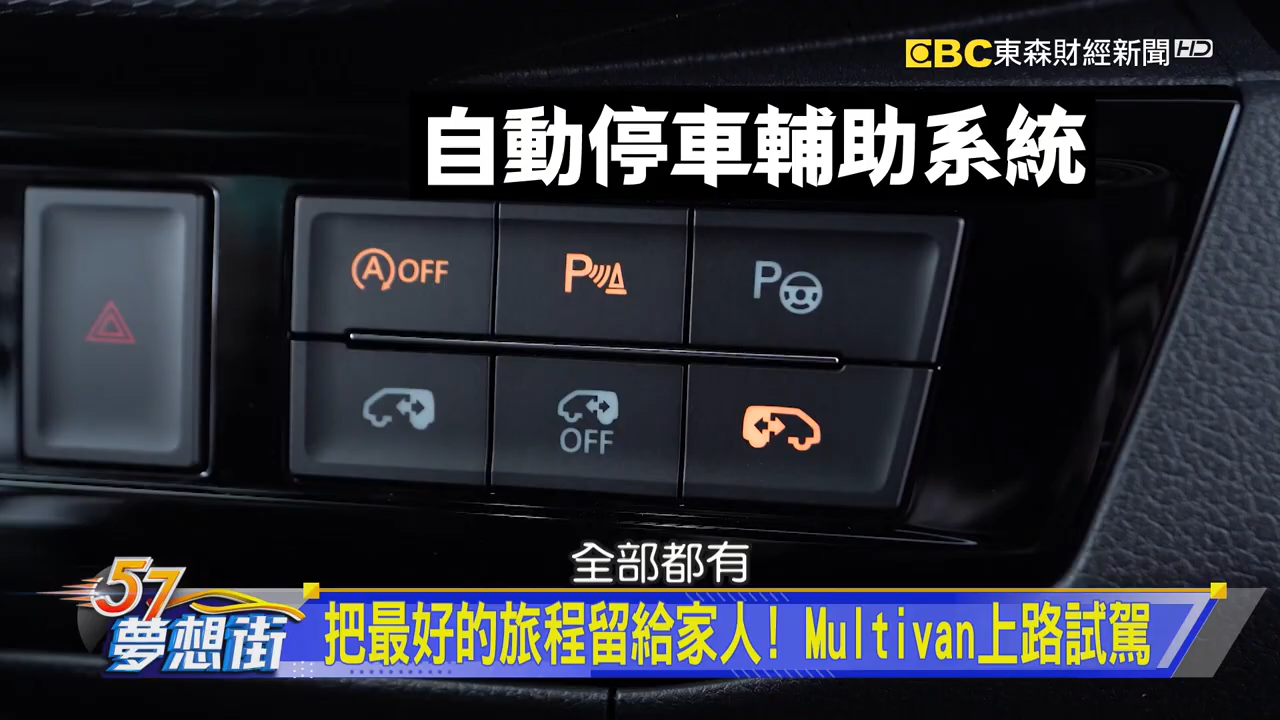 EBC東森財經新聞HD
自動停車輔助系統
A OFF
P
P
OFF
全部都有
57夢想街
把最好的旅程留給家人! Multivan上路試駕